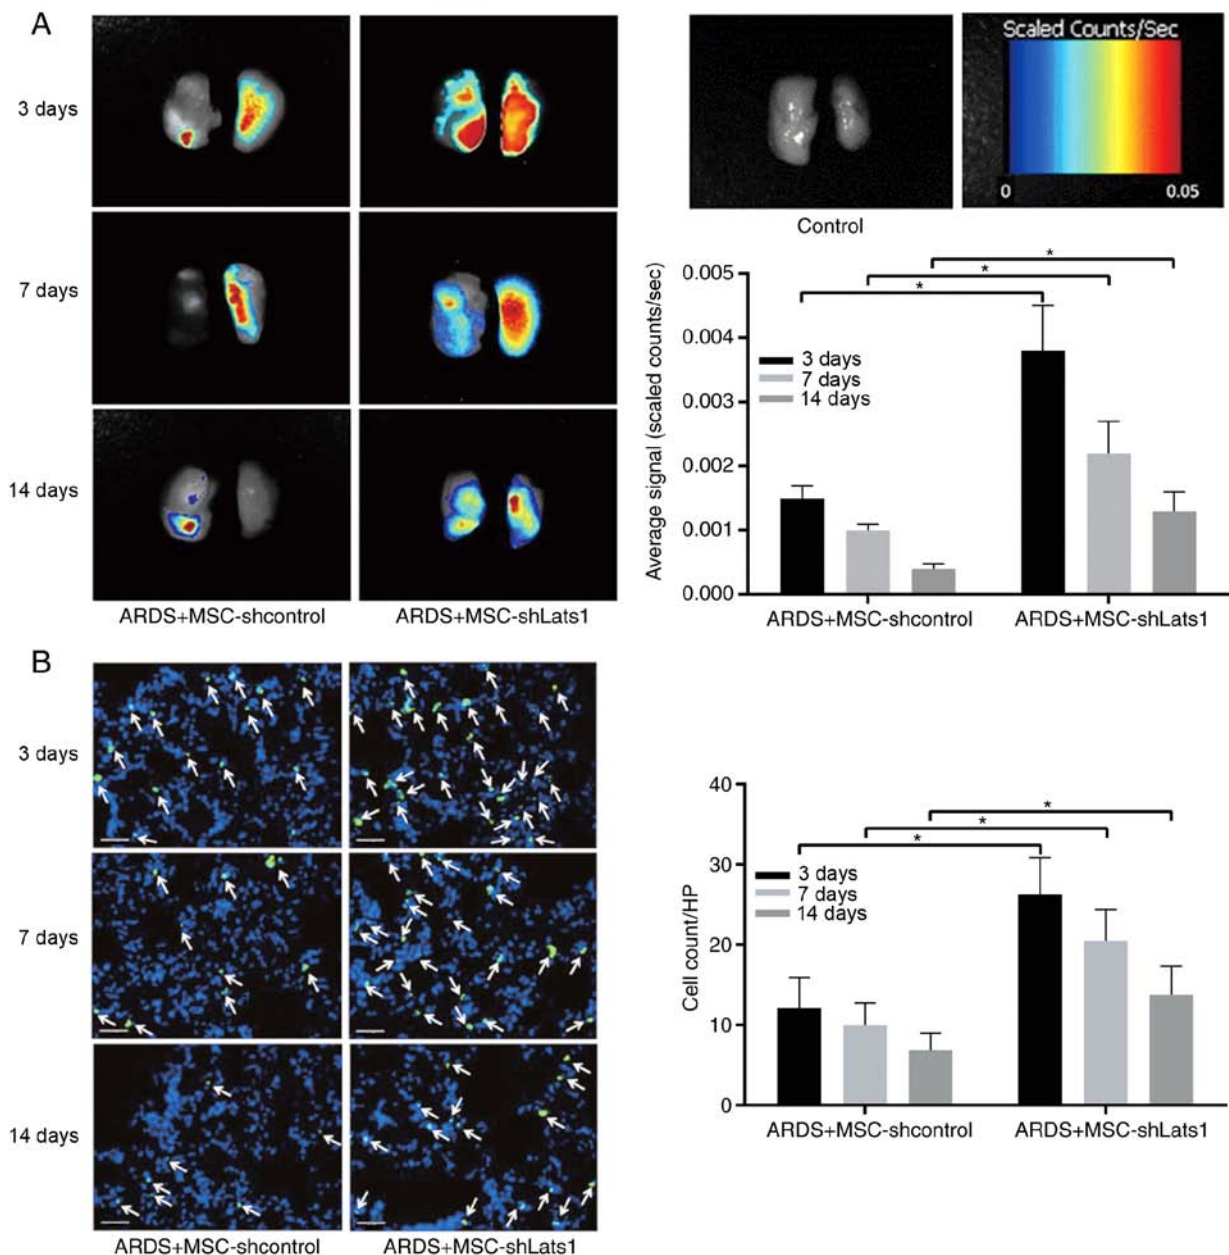 A
3 days
7 days
14 days
ARDS+MSC-shcontrol
ARDS+MSC-shLats1
Control
Scaled Counts/Sec
0
0.05
Average signal (scaled counts/sec)
0.005
0.004
0.003
0.002
0.001
0.000
3 days
7 days
14 days
*
*
*
ARDS+MSC-shcontrol
ARDS+MSC-shLats1
B
3 days
7 days
14 days
ARDS+MSC-shcontrol
ARDS+MSC-shLats1
Cell count/HP
40
30
20
10
0
3 days
7 days
14 days
*
*
*
ARDS+MSC-shcontrol
ARDS+MSC-shLats1